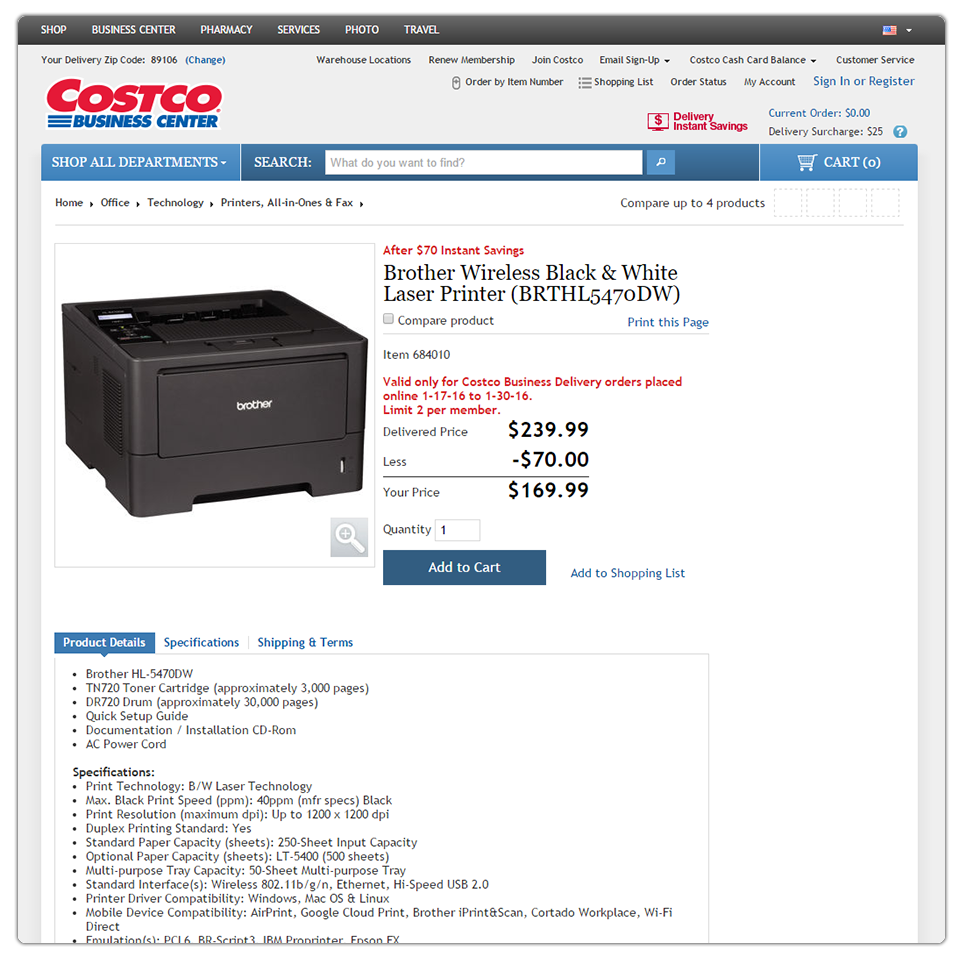 SHOP BUSINESS CENTER PHARMACY SERVICES PHOTO TRAVEL
Your Delivery Zip Code: 89106 (Change) Warehouse Locations Renew Membership Join Costco Email Sign-Up Costco Cash Card Balance Customer Service
Order by Item Number Shopping List Order Status My Account Sign In or Register
COSTCO
BUSINESS CENTER
$ Delivery
Instant Savings
Current Order: $0.00
Delivery Surcharge: $25 ?
SHOP ALL DEPARTMENTS SEARCH: What do you want to find? CART (0)
Home Office Technology Printers, All-in-Ones & Fax Compare up to 4 products
After $70 Instant Savings
Brother Wireless Black & White
Laser Printer (BRTHL5470DW)
Compare product Print this Page
Item 684010
Valid only for Costco Business Delivery orders placed
online 1-17-16 to 1-30-16.
Limit 2 per member.
Delivered Price $239.99
Less -$70.00
Your Price $169.99
brother
Quantity 1
Add to Cart Add to Shopping List
Product Details Specifications Shipping & Terms
• Brother HL-5470DW
• TN720 Toner Cartridge (approximately 3,000 pages)
• DR720 Drum (approximately 30,000 pages)
• Quick Setup Guide
• Documentation / Installation CD-Rom
• AC Power Cord
Specifications:
• Print Technology: B/W Laser Technology
• Max. Black Print Speed (ppm): 40ppm (mfr specs) Black
• Print Resolution (maximum dpi): Up to 1200 x 1200 dpi
• Duplex Printing Standard: Yes
• Standard Paper Capacity (sheets): 250-Sheet Input Capacity
• Optional Paper Capacity (sheets): LT-5400 (500 sheets)
• Multi-purpose Tray Capacity: 50-Sheet Multi-purpose Tray
• Standard Interface(s): Wireless 802.11b/g/n, Ethernet, Hi-Speed USB 2.0
• Printer Driver Compatibility: Windows, Mac OS & Linux
• Mobile Device Compatibility: AirPrint, Google Cloud Print, Brother iPrint&Scan, Cortado Workplace, Wi-Fi
Direct
• Emulation(s): PCL6, BR-Script3, IBM Proprinter, Epson FX